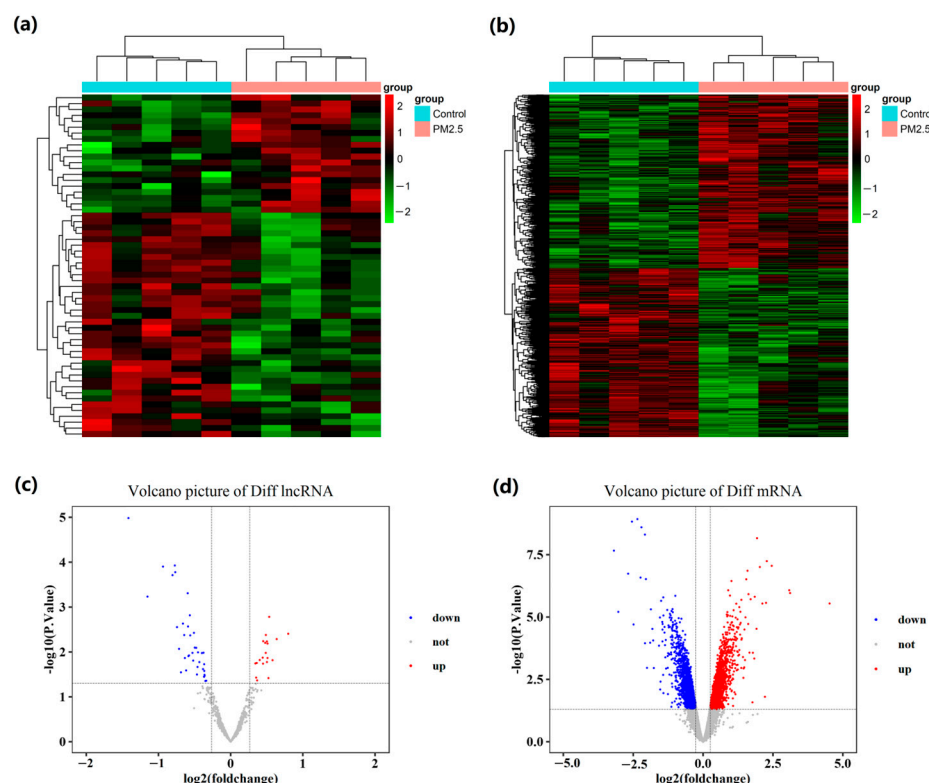 (a)
group
group
2
Control
PM2.5
1
0
−1
−2
(b)
group
group
2
Control
PM2.5
1
0
−1
−2
(c)
Volcano picture of Diff lncRNA
5
4
3
2
1
0
-log10(P.Value)
−2
−1
0
1
2
log2(foldchange)
down
not
up
(d)
Volcano picture of Diff mRNA
7.5
5.0
2.5
0.0
-log10(P.Value)
−5.0
−2.5
0.0
2.5
5.0
log2(foldchange)
down
not
up